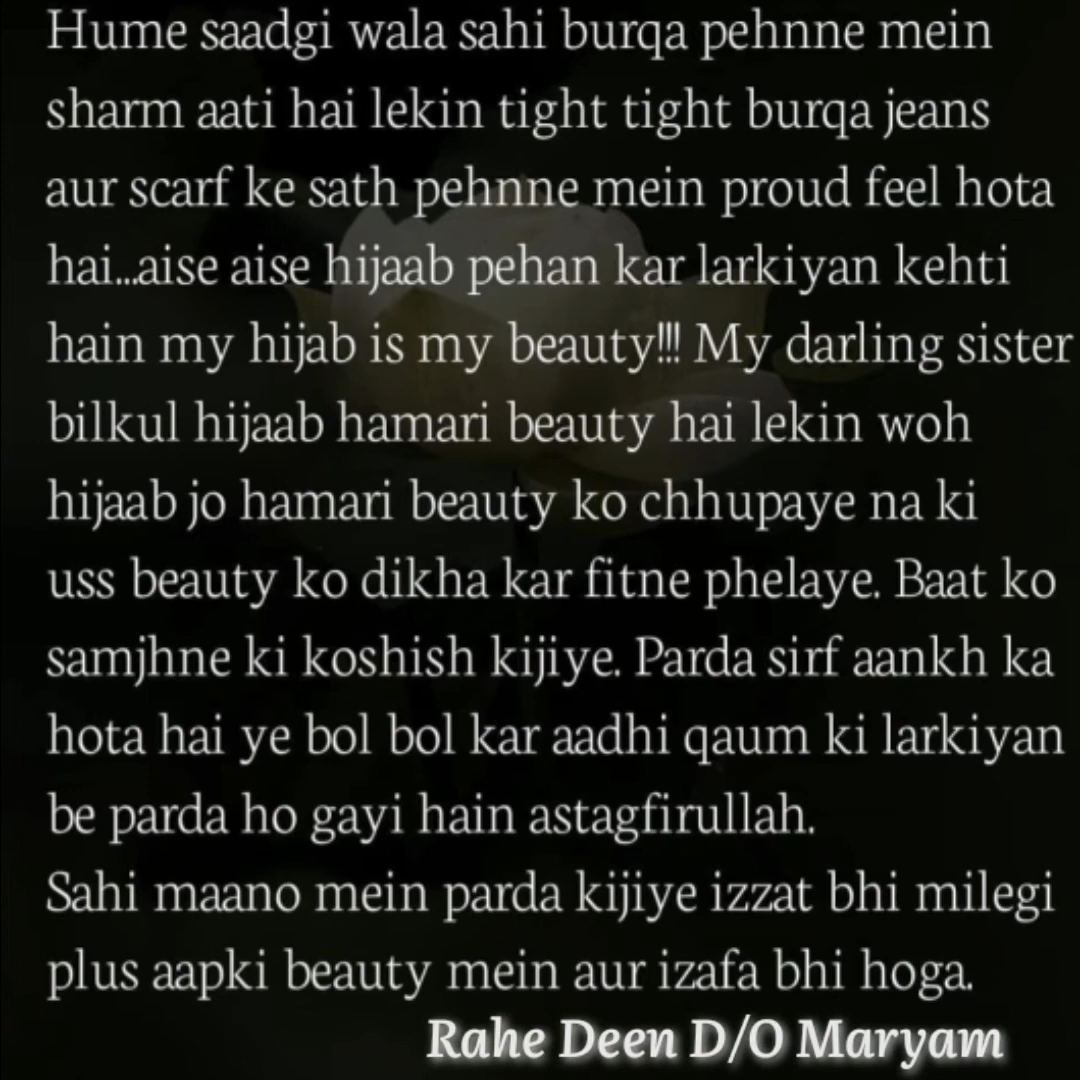 Hume saadgi wala sahi burqa pehnne mein
sharm aati hai lekin tight tight burqa jeans
aur scarf ke sath pehnne mein proud feel hota
hai...aise aise hijaab pehan kar larkiyan kehti
hain my hijab is my beauty!!! My darling sister
bilkul hijaab hamari beauty hai lekin woh
hijaab jo hamari beauty ko chhupaye na ki
uss beauty ko dikha kar fitne phelaye. Baat ko
samjhne ki koshish kijiye. Parda sirf aankh ka
hota hai ye bol bol kar aadhi qaum ki larkiyan
be parda ho gayi hain astagfirullah.
Sahi maano mein parda kijiye izzat bhi milegi
plus aapki beauty mein aur izafa bhi hoga.
Rahe Deen D/O Maryam